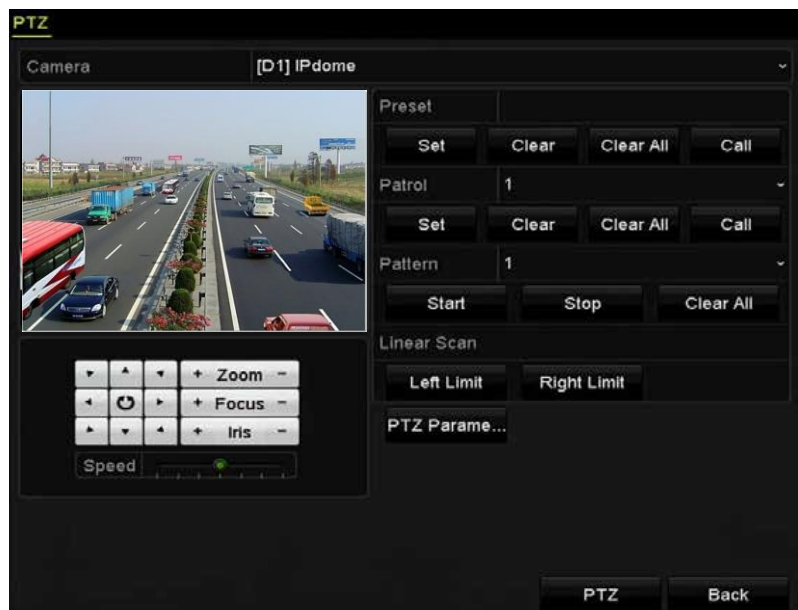 PTZ
Camera [D1] IPdome
Preset
Set Clear Clear All Call
Patrol 1
Set Clear Clear All Call
Pattern 1
Start Stop Clear All
Linear Scan
Left Limit Right Limit
PTZ Parame...
+ Zoom -
+ Focus -
+ Iris -
Speed
PTZ Back